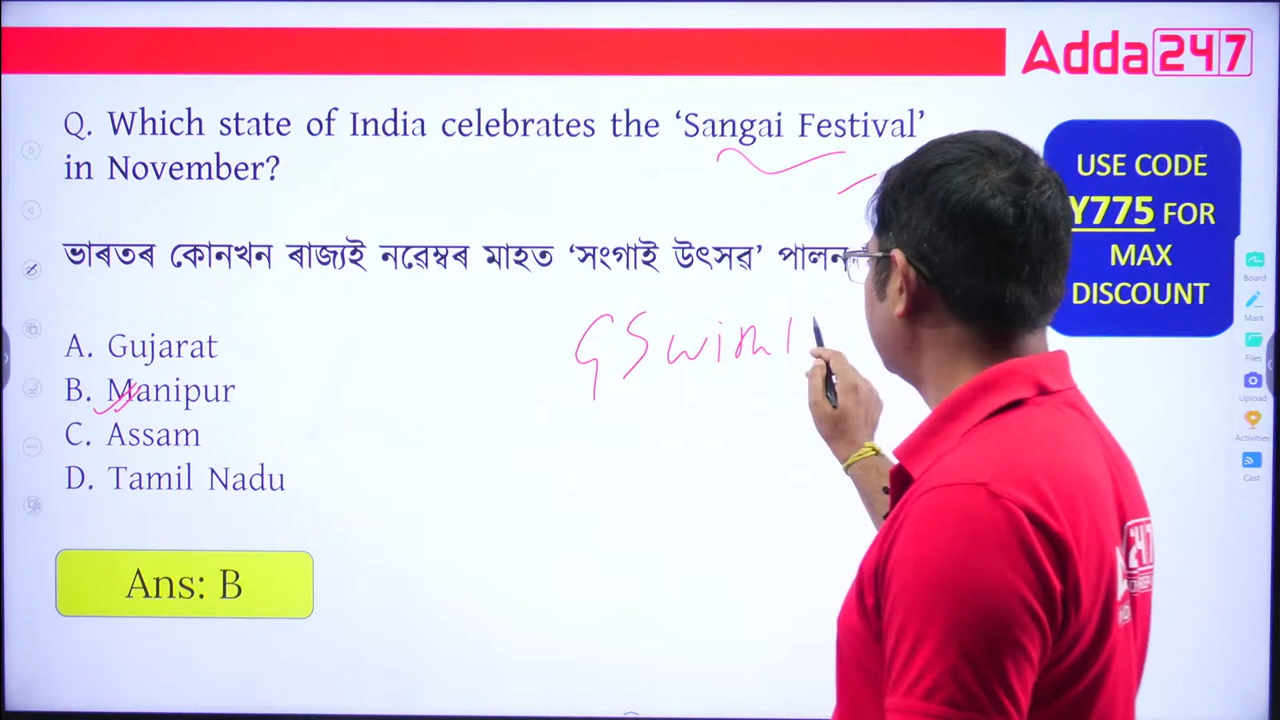 Adda247
Q. Which state of India celebrates the ‘Sangai Festival’
in November?
ভাৰতৰ কোনখন ৰাজ্যই নৱেম্বৰ মাহত ‘সংগাই উৎসৱ’ পালন
A. Gujarat
B. Manipur
C. Assam
D. Tamil Nadu
Ans: B
USE CODE
Y775 FOR
MAX
DISCOUNT
Board
Mark
Files
Upload
Activities
Cast
247